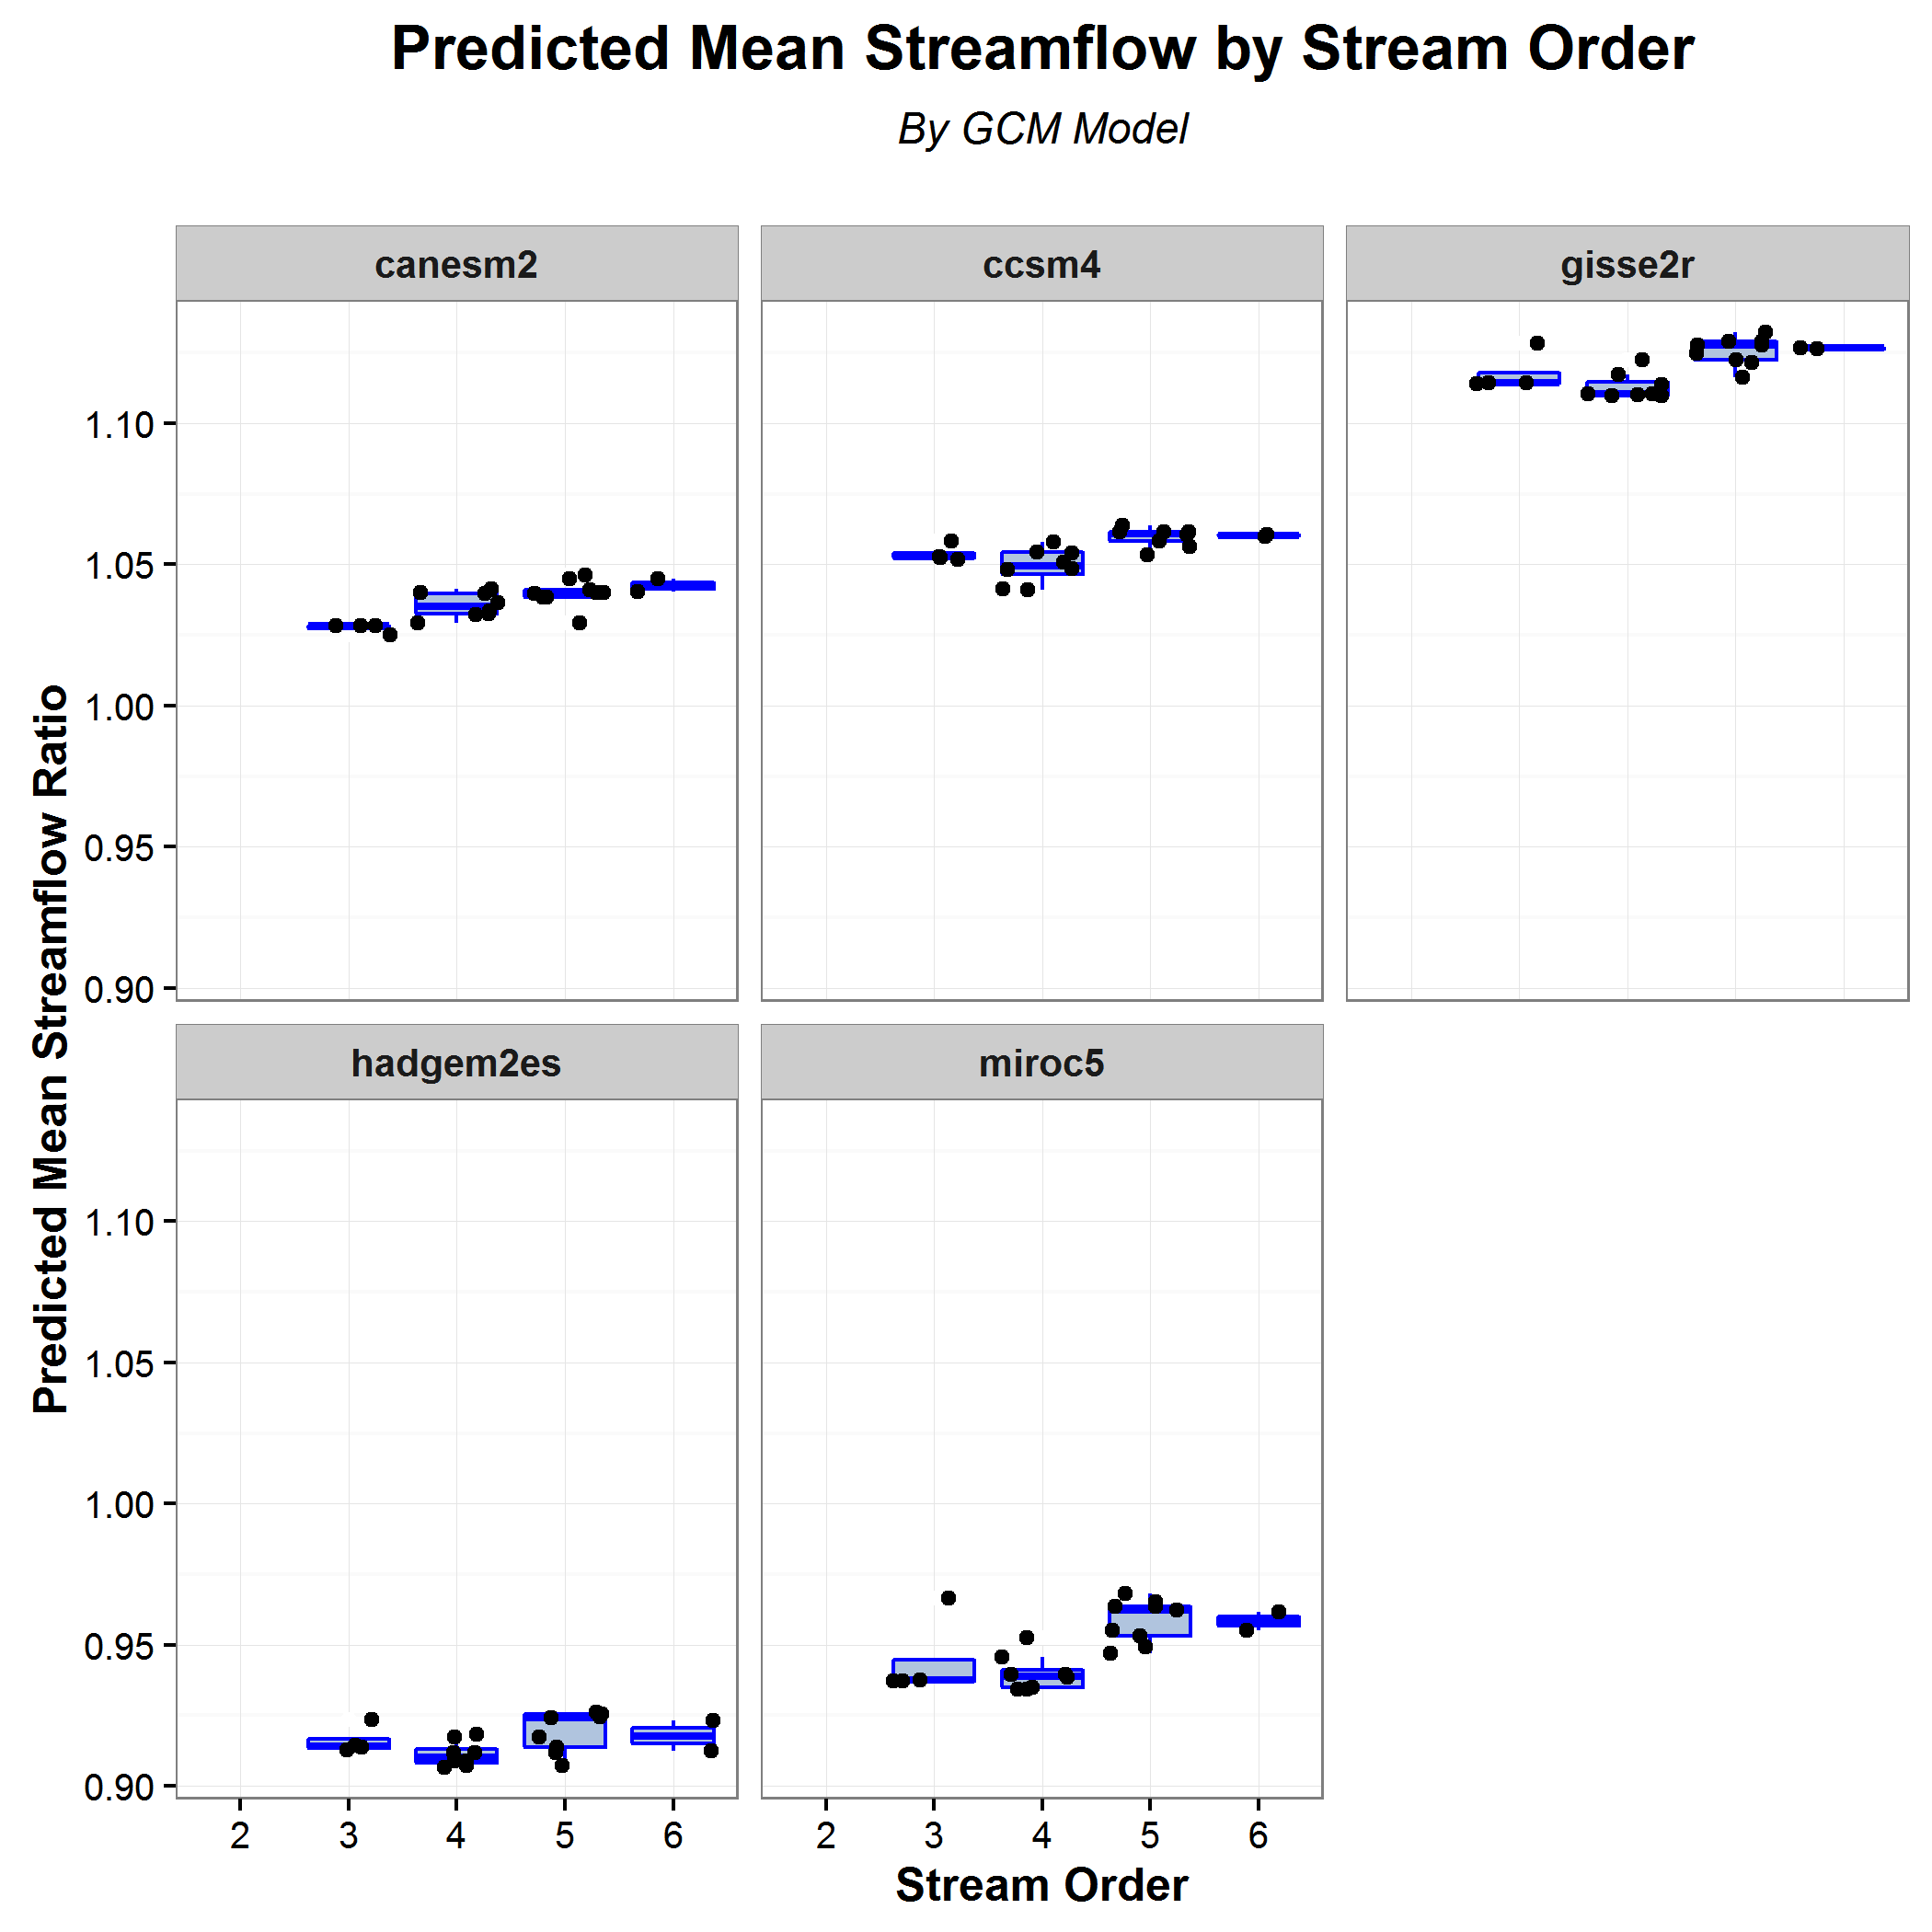 Predicted Mean Streamflow by Stream Order
By GCM Model
canesm2
ccsm4
gisse2r
1.10
1.05
1.00
0.95
0.90
Predicted Mean Streamflow Ratio
hadgem2es
miroc5
1.10
1.05
1.00
0.95
0.90
2 3 4 5 6
2 3 4 5 6
Stream Order